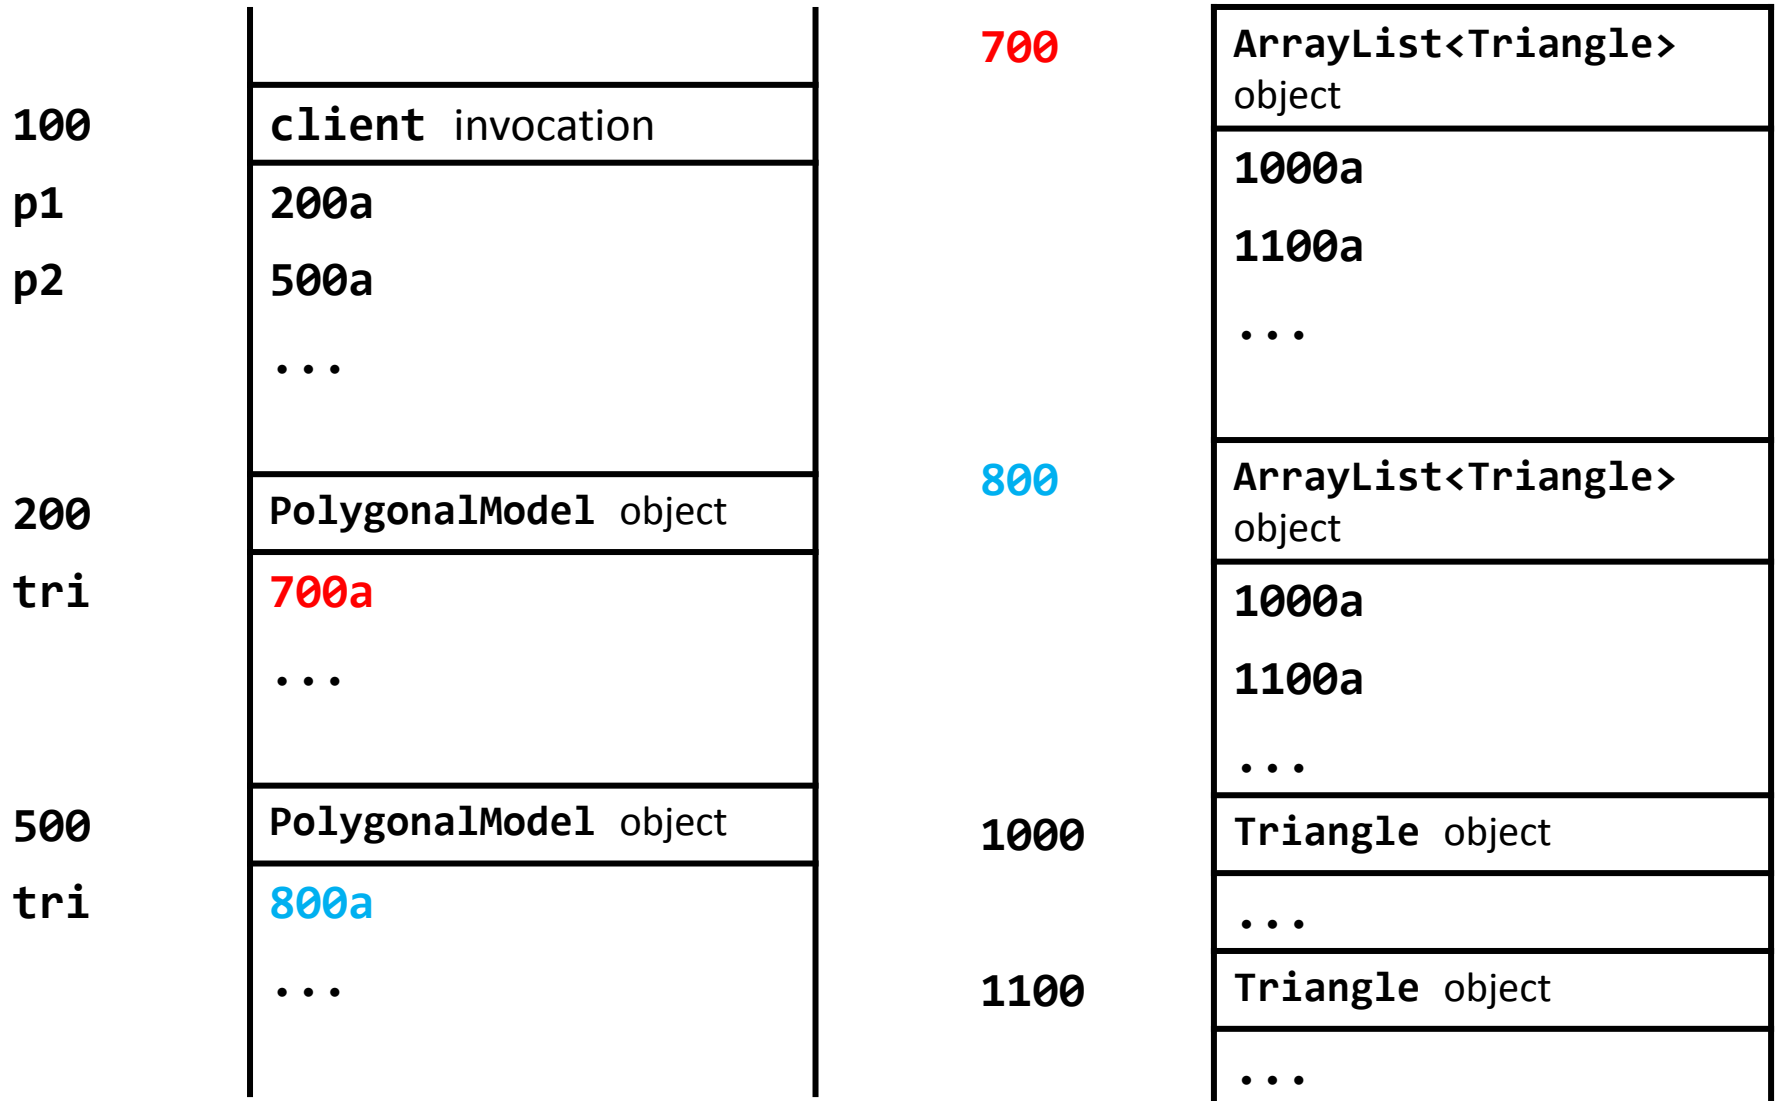 100 client invocation
p1 200a
p2 500a
...
200 PolygonalModel object
tri 700a
...
500 PolygonalModel object
tri 800a
...
700 ArrayList<Triangle>
object
1000a
1100a
...
800 ArrayList<Triangle>
object
1000a
1100a
...
1000 Triangle object
...
1100 Triangle object
...